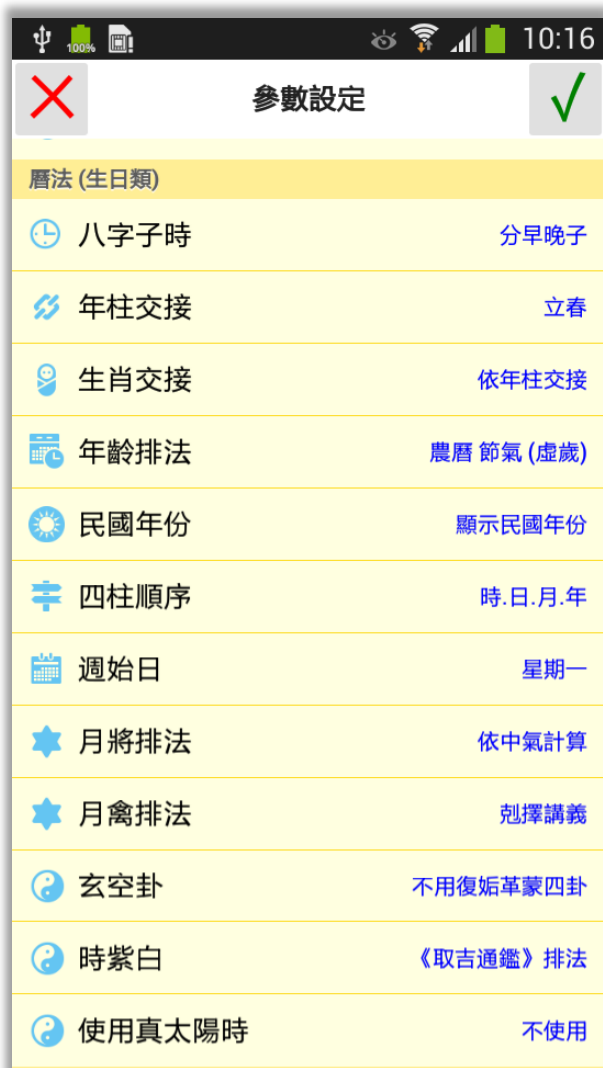 100% 10:16
參數設定
曆法 (生日類)
八字子時 分早晚子
年柱交接 立春
生肖交接 依年柱交接
年齡排法 農曆 節氣 (虛歲)
民國年份 顯示民國年份
四柱順序 時.日.月.年
週始日 星期一
月將排法 依中氣計算
月禽排法 剋擇講義
玄空卦 不用復姤革蒙四卦
時紫白 《取吉通鑑》排法
使用真太陽時 不使用